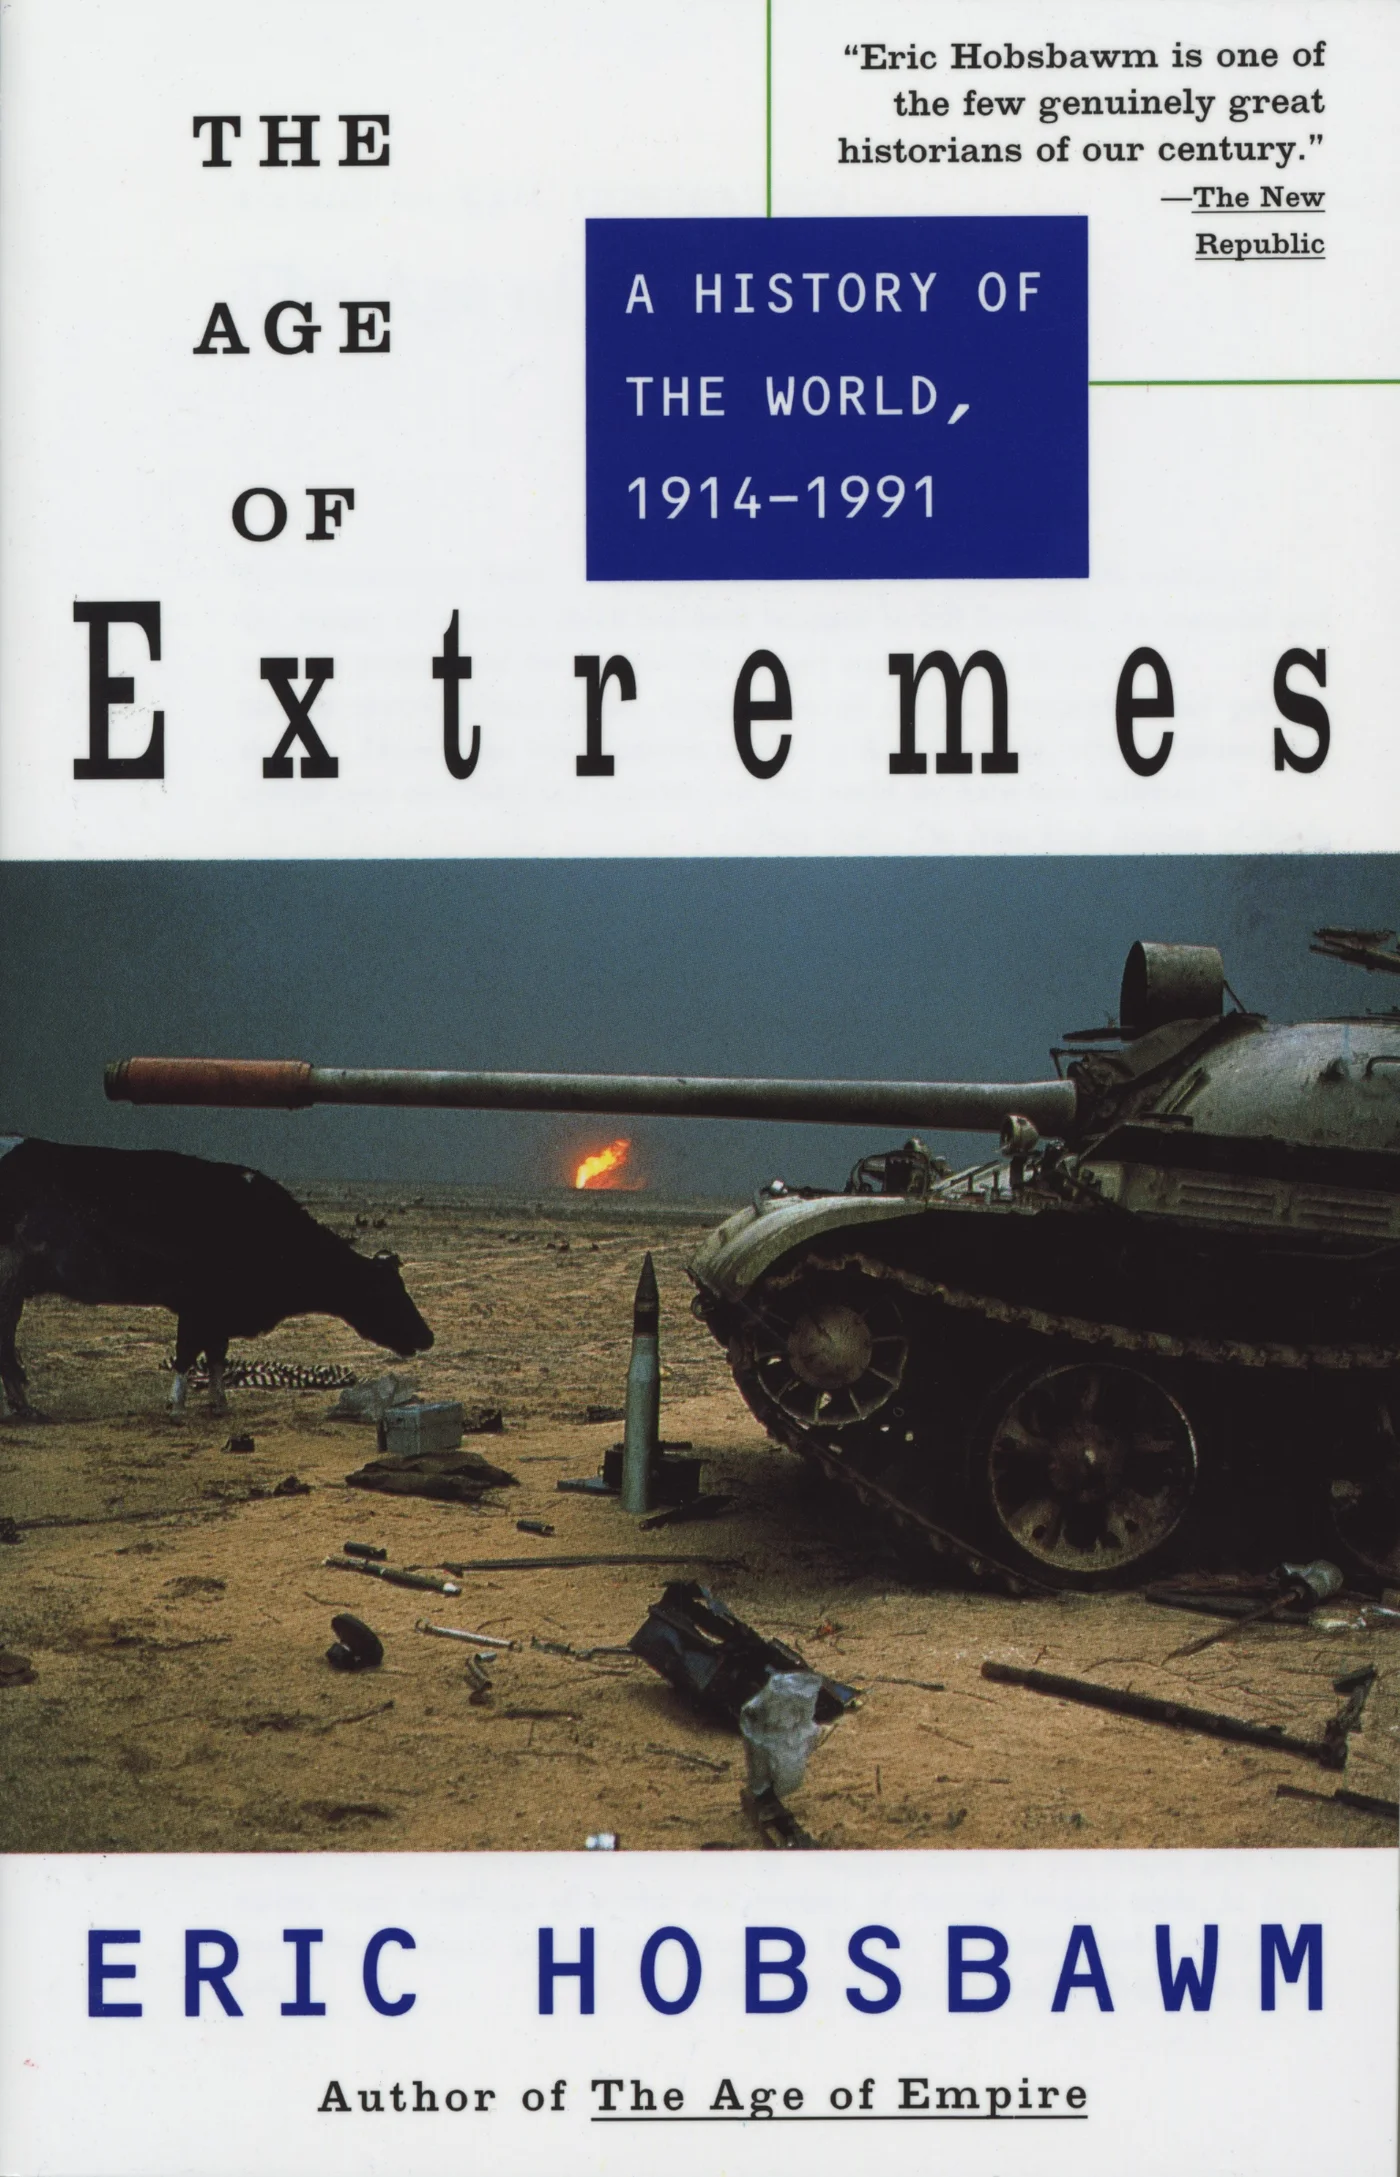 THE
AGE
OF
Extremes
A HISTORY OF
THE WORLD,
1914–1991
“Eric Hobsbawm is one of
the few genuinely great
historians of our century.”
—The New
Republic
ERIC HOBSBAWM
Author of The Age of Empire